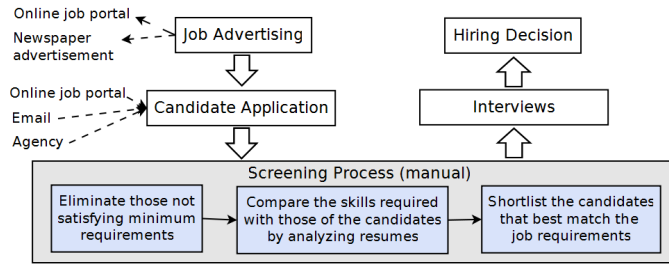 Online job portal
Newspaper
advertisement
Job Advertising
Hiring Decision
Online job portal
Email
Agency
Candidate Application
Interviews
Screening Process (manual)
Eliminate those not
satisfying minimum
requirements
Compare the skills required
with those of the candidates
by analyzing resumes
Shortlist the candidates
that best match the
job requirements